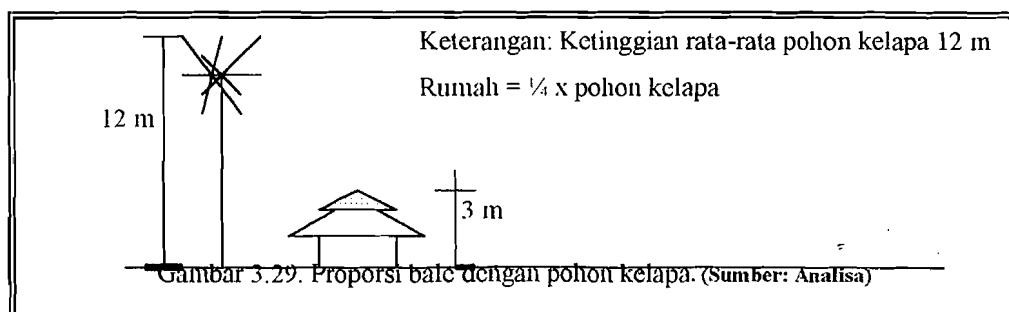 Keterangan: Ketinggian rata-rata pohon kelapa 12 m
Rumah = ¼ x pohon kelapa
12 m
3 m
Gambar 3.29. Proporsi bale dengan pohon kelapa. (Sumber: Analisa)